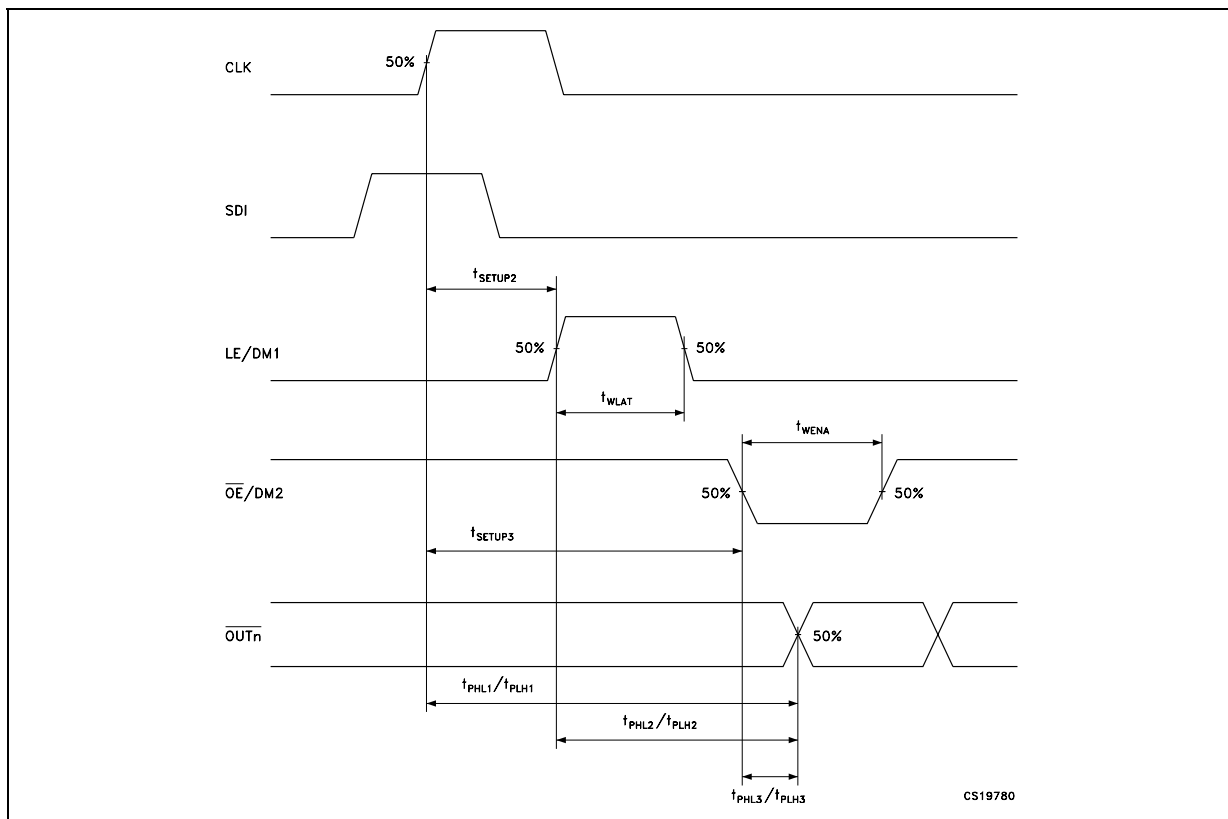 CLK
50%
SDI
tSETUP2
LE/DM1
50%
50%
tWLAT
tWENA
OE/DM2
50%
50%
tSETUP3
OUTn
50%
tPHL1/tPLH1
tPHL2/tPLH2
tPHL3/tPLH3
CS19780